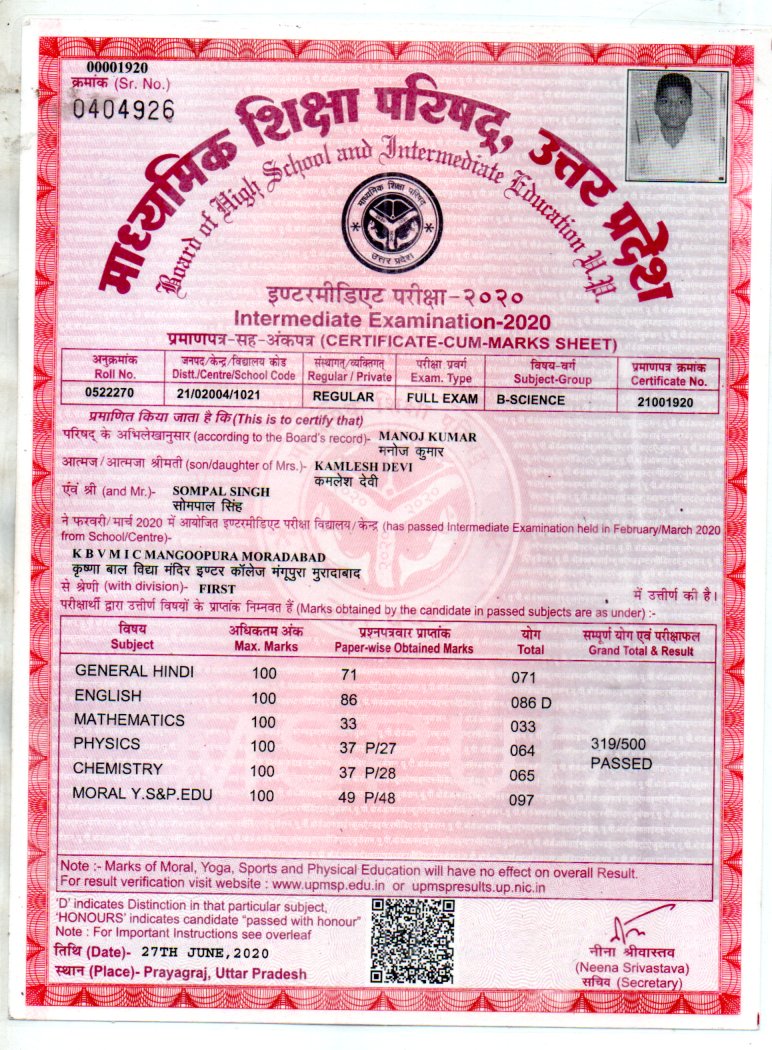 00001920
क्रमांक (Sr. No.)
0404926
माध्यमिक शिक्षा परिषद्, उत्तर प्रदेश
Board of High School and Intermediate Education U.P.
माध्यमिक शिक्षा परिषद्
उत्तर प्रदेश
इण्टरमीडिएट परीक्षा-२०२०
Intermediate Examination-2020
प्रमाणपत्र-सह-अंकपत्र (CERTIFICATE-CUM-MARKS SHEET)
अनुक्रमांक जनपद/केन्द्र/विद्यालय कोड संस्थागत/व्यक्तिगत परीक्षा प्रवर्ग विषय-वर्ग प्रमाणपत्र क्रमांक
Roll No. Distt./Centre/School Code Regular / Private Exam. Type Subject-Group Certificate No.
0522270 21/02004/1021 REGULAR FULL EXAM B-SCIENCE 21001920
प्रमाणित किया जाता है कि (This is to certify that)
परिषद् के अभिलेखानुसार (according to the Board's record)- MANOJ KUMAR
मनोज कुमार
आत्मज/आत्मजा श्रीमती (son/daughter of Mrs.)- KAMLESH DEVI
कमलेश देवी
एंवं श्री (and Mr.)- SOMPAL SINGH
सोमपाल सिंह
ने फरवरी/मार्च 2020 में आयोजित इण्टरमीडिएट परीक्षा विद्यालय/केन्द्र (has passed Intermediate Examination held in February/March 2020
from School/Centre)-
K B V M I C MANGOOPURA MORADABAD
कृष्णा बाल विद्या मंदिर इण्टर कॉलेज मंगूपुरा मुरादाबाद
से श्रेणी (with division)- FIRST में उत्तीर्ण की है।
परीक्षार्थी द्वारा उत्तीर्ण विषयों के प्राप्तांक निम्नवत हैं (Marks obtained by the candidate in passed subjects are as under) :-
विषय अधिकतम अंक प्रश्नपत्रवार प्राप्तांक योग सम्पूर्ण योग एवं परीक्षाफल
Subject Max. Marks Paper-wise Obtained Marks Total Grand Total & Result
GENERAL HINDI 100 71 071
ENGLISH 100 86 086 D
MATHEMATICS 100 33 033
PHYSICS 100 37 P/27 064 319/500
CHEMISTRY 100 37 P/28 065 PASSED
MORAL Y.S&P.EDU 100 49 P/48 097
Note :- Marks of Moral, Yoga, Sports and Physical Education will have no effect on overall Result.
For result verification visit website : www.upmsp.edu.in or upmspresults.up.nic.in
'D' indicates Distinction in that particular subject,
'HONOURS' indicates candidate "passed with honour"
Note : For Important Instructions see overleaf
तिथि (Date)- 27TH JUNE,2020
स्थान (Place)- Prayagraj, Uttar Pradesh
नीना श्रीवास्तव
(Neena Srivastava)
सचिव (Secretary)